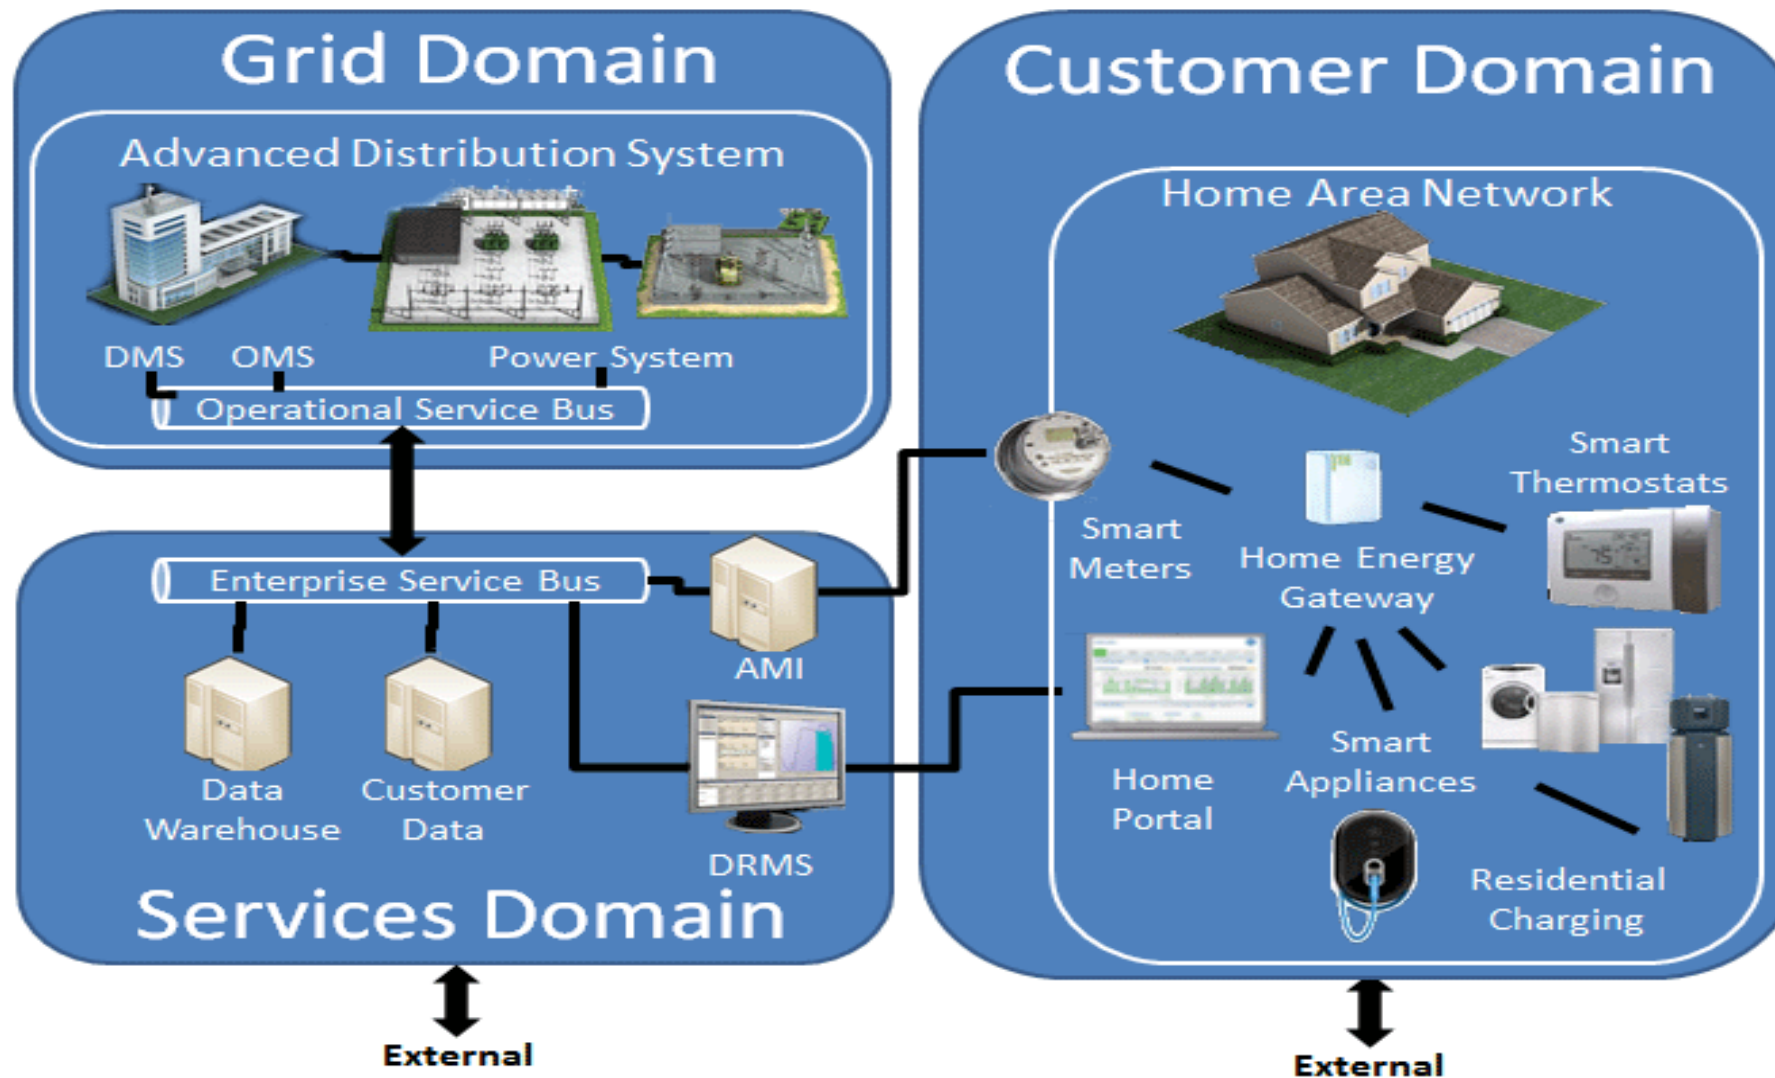 Grid Domain
Advanced Distribution System
DMS
OMS
Power System
Operational Service Bus
Enterprise Service Bus
AMI
Data
Warehouse
Customer
Data
DRMS
Services Domain
External
Customer Domain
Home Area Network
Smart
Meters
Home Energy
Gateway
Smart
Thermostats
75
Home
Portal
Smart
Appliances
Residential
Charging
External